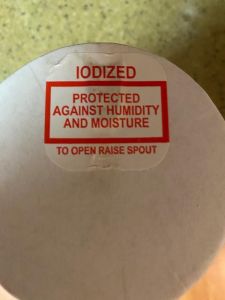 IODIZED
PROTECTED
AGAINST HUMIDITY
AND MOISTURE
TO OPEN RAISE SPOUT